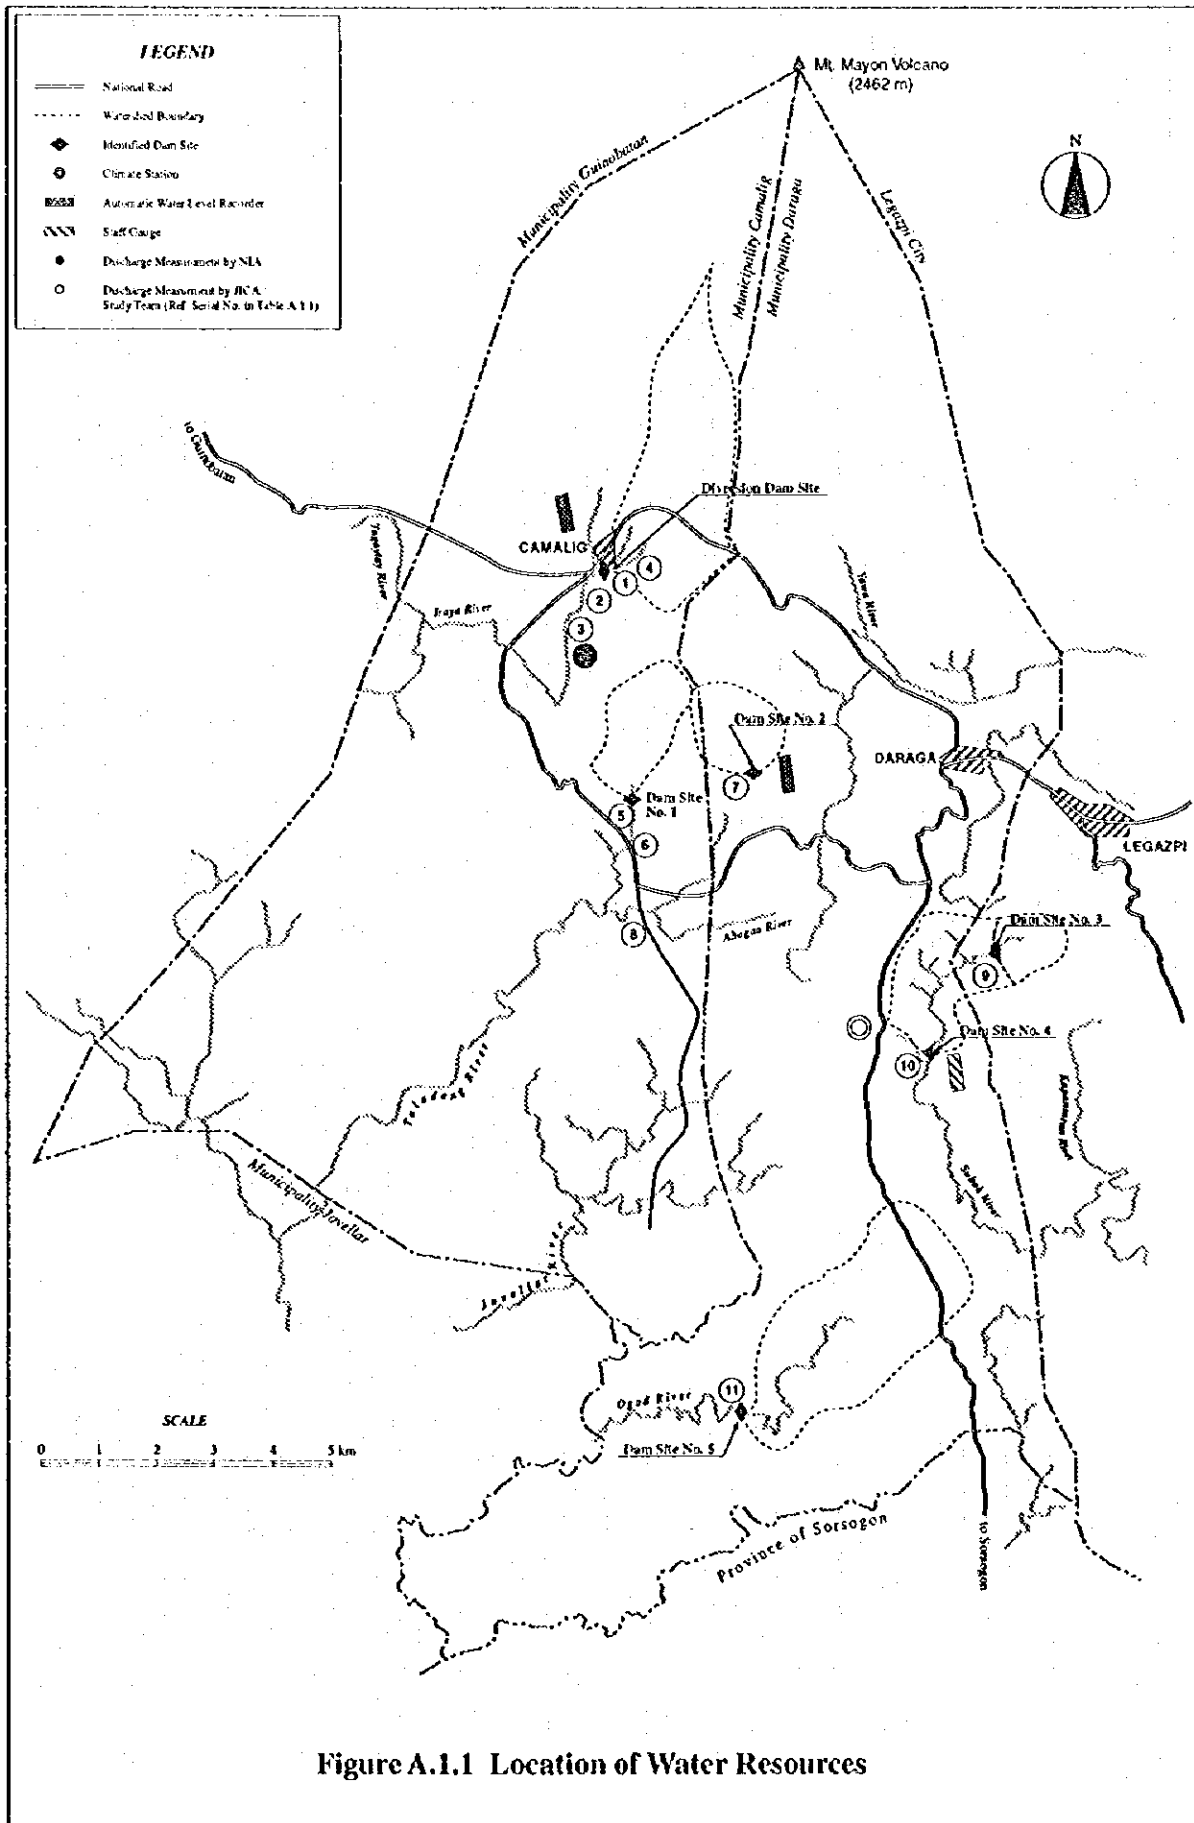 LEGEND
National Road
Watershed Boundary
Identified Dam Site
Climate Station
Automatic Water Level Recorder
Staff Gauge
Discharge Measurement by NIA
Discharge Measurement by JICA
Study Team (Ref. Serial No. in Table A.1.1)
Mt. Mayon Volcano
(2462 m)
N
Municipality Guinobatan
Municipality Camalig
Municipality Daraga
Legazpi City
to Guinobatan
Diversion Dam Site
CAMALIG
4
1
2
3
Iraya River
Yawa River
Dam Site No. 2
7
DARAGA
LEGAZPI
Dam Site
No. 1
5
6
8
Dam Site No. 3
9
Dam Site No. 4
10
Municipality Jovellar
Jovellar River
11
Ogod River
Dam Site No. 5
SCALE
0 1 2 3 4 5 km
Province of Sorsogon
to Sorsogon
Figure A.1.1 Location of Water Resources